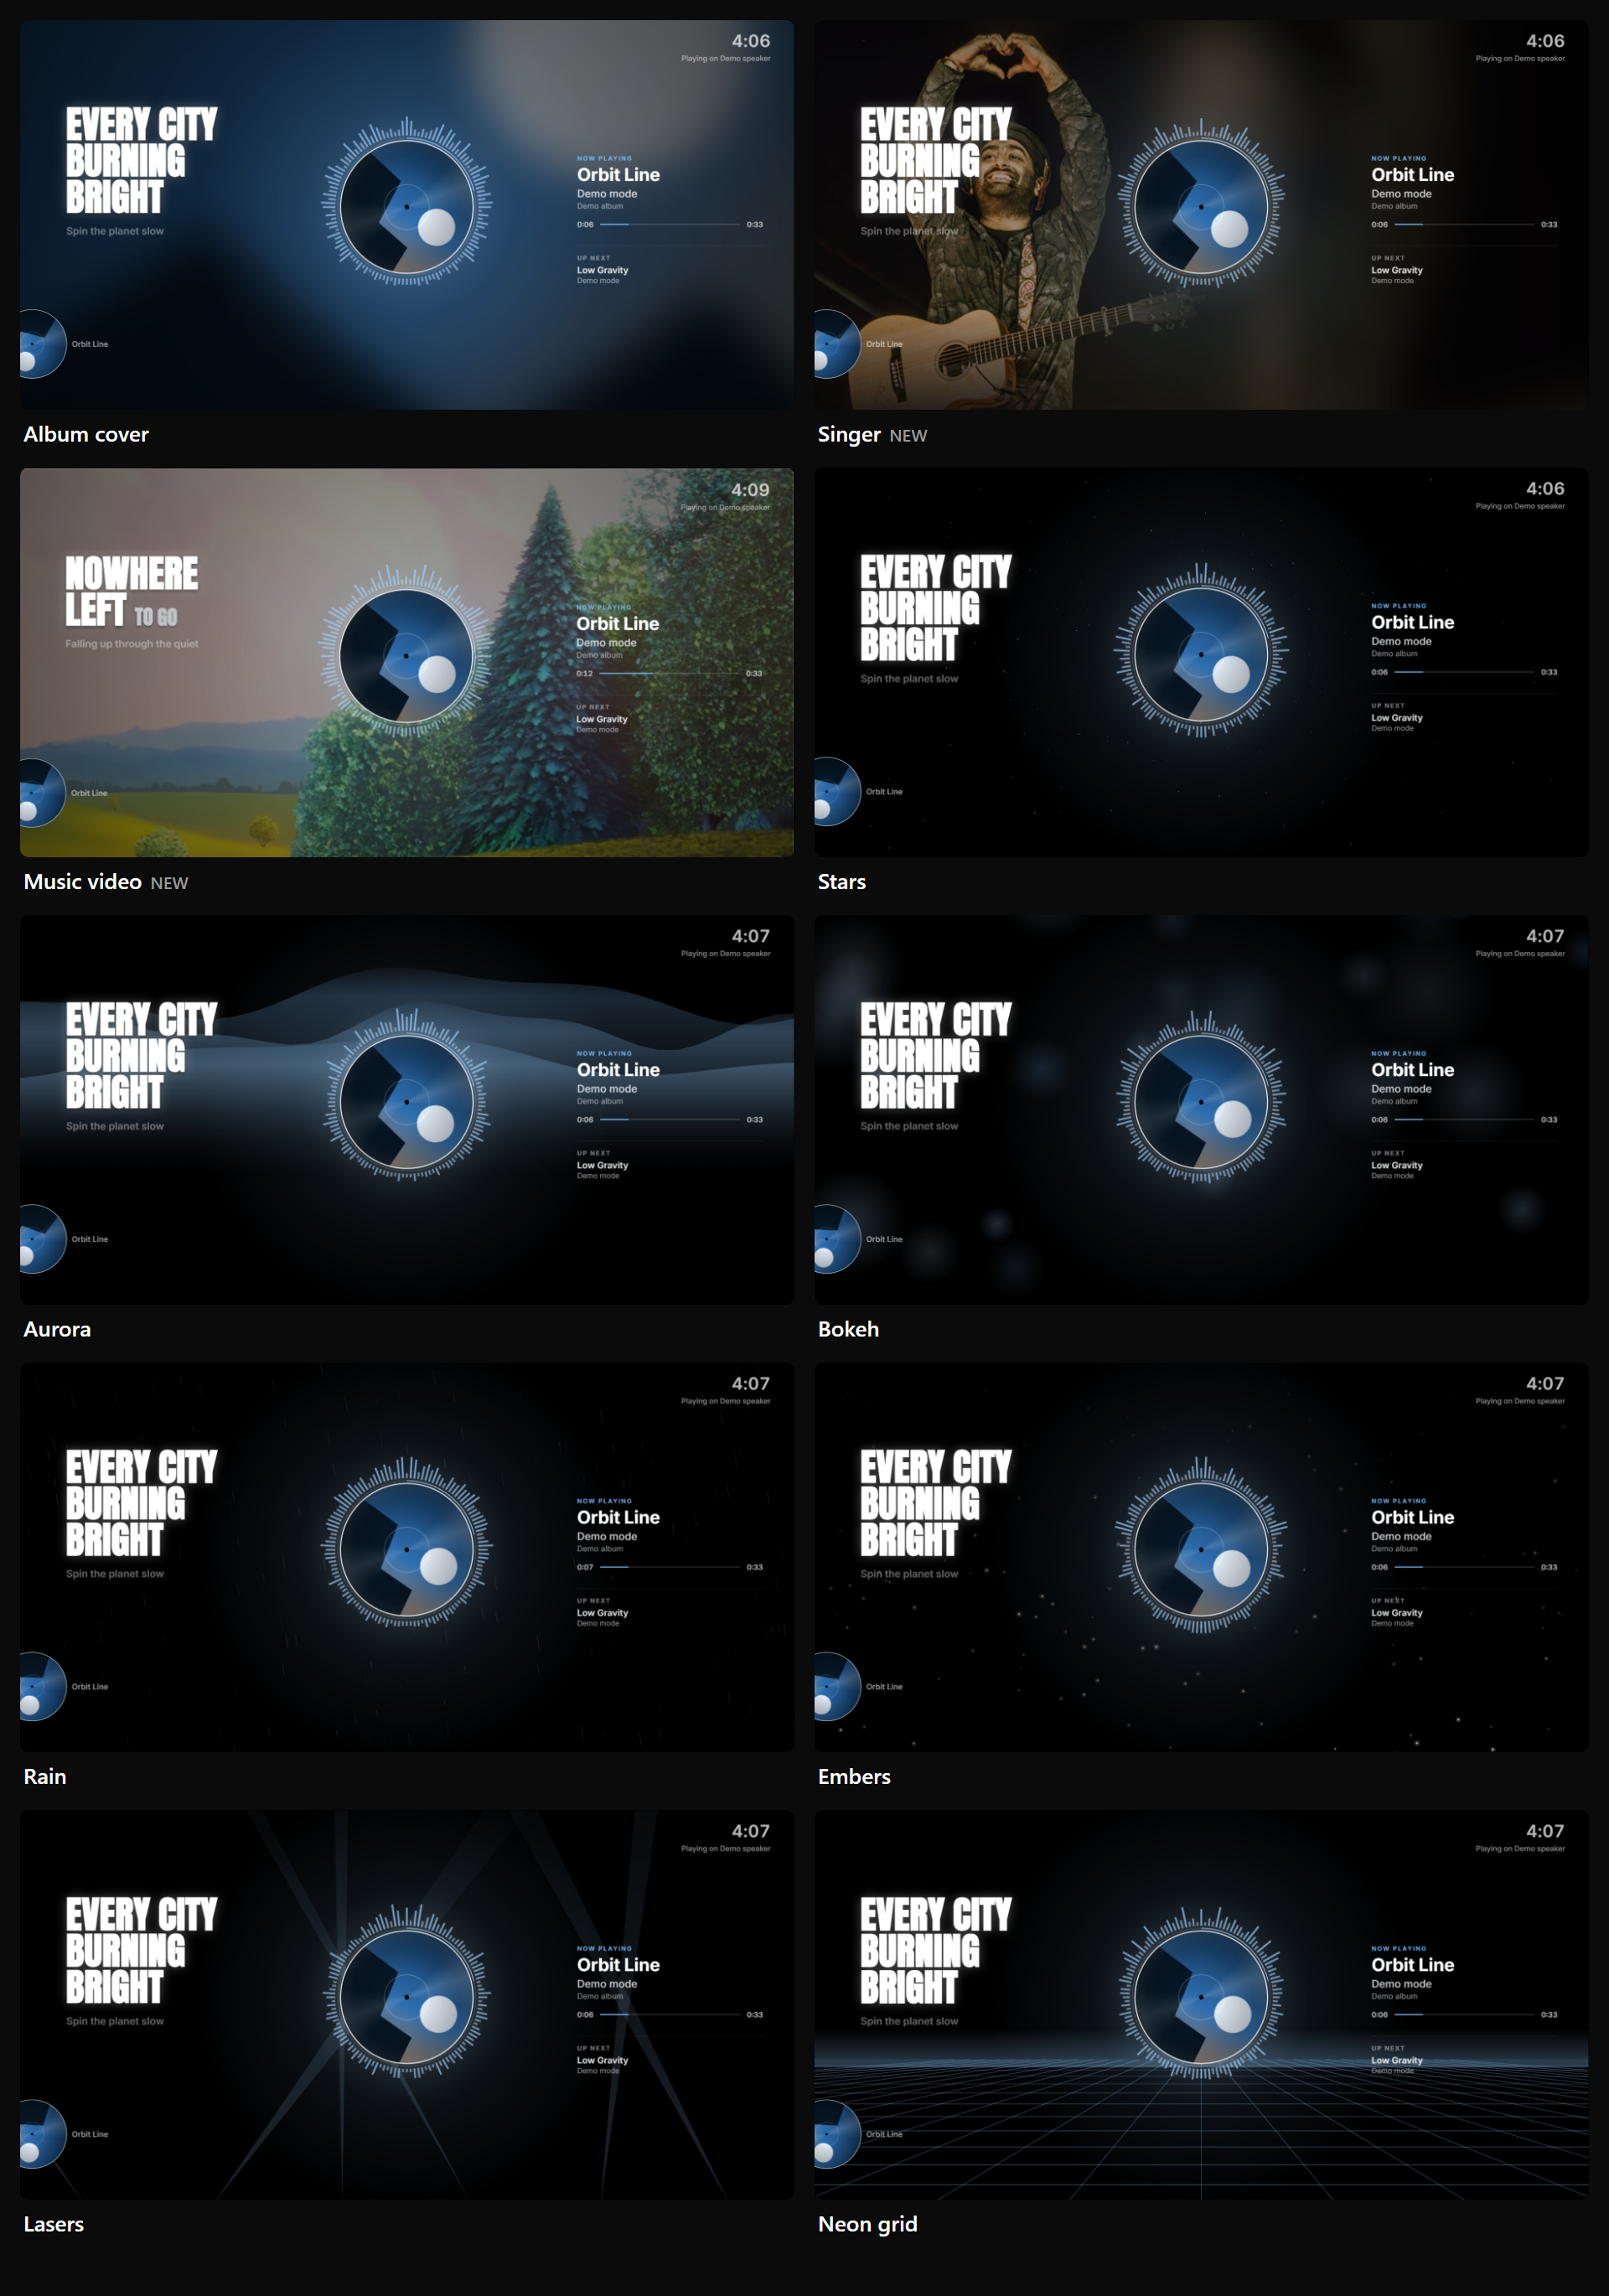 4:06
Playing on Demo speaker
EVERY CITY
BURNING
BRIGHT
Spin the planet slow
NOW PLAYING
Orbit Line
Demo mode
Demo album
0:06 0:33
UP NEXT
Low Gravity
Demo mode
Orbit Line
Album cover
4:06
Playing on Demo speaker
EVERY CITY
BURNING
BRIGHT
Spin the planet slow
NOW PLAYING
Orbit Line
Demo mode
Demo album
0:06 0:33
UP NEXT
Low Gravity
Demo mode
Orbit Line
Singer NEW
4:09
Playing on Demo speaker
NOWHERE
LEFT TO GO
Falling up through the quiet
NOW PLAYING
Orbit Line
Demo mode
Demo album
0:12 0:33
UP NEXT
Low Gravity
Demo mode
Orbit Line
Music video NEW
4:06
Playing on Demo speaker
EVERY CITY
BURNING
BRIGHT
Spin the planet slow
NOW PLAYING
Orbit Line
Demo mode
Demo album
0:06 0:33
UP NEXT
Low Gravity
Demo mode
Orbit Line
Stars
4:07
Playing on Demo speaker
EVERY CITY
BURNING
BRIGHT
Spin the planet slow
NOW PLAYING
Orbit Line
Demo mode
Demo album
0:06 0:33
UP NEXT
Low Gravity
Demo mode
Orbit Line
Aurora
4:07
Playing on Demo speaker
EVERY CITY
BURNING
BRIGHT
Spin the planet slow
NOW PLAYING
Orbit Line
Demo mode
Demo album
0:06 0:33
UP NEXT
Low Gravity
Demo mode
Orbit Line
Bokeh
4:07
Playing on Demo speaker
EVERY CITY
BURNING
BRIGHT
Spin the planet slow
NOW PLAYING
Orbit Line
Demo mode
Demo album
0:07 0:33
UP NEXT
Low Gravity
Demo mode
Orbit Line
Rain
4:07
Playing on Demo speaker
EVERY CITY
BURNING
BRIGHT
Spin the planet slow
NOW PLAYING
Orbit Line
Demo mode
Demo album
0:06 0:33
UP NEXT
Low Gravity
Demo mode
Orbit Line
Embers
4:07
Playing on Demo speaker
EVERY CITY
BURNING
BRIGHT
Spin the planet slow
NOW PLAYING
Orbit Line
Demo mode
Demo album
0:06 0:33
UP NEXT
Low Gravity
Demo mode
Orbit Line
Lasers
4:07
Playing on Demo speaker
EVERY CITY
BURNING
BRIGHT
Spin the planet slow
NOW PLAYING
Orbit Line
Demo mode
Demo album
0:06 0:33
UP NEXT
Low Gravity
Demo mode
Orbit Line
Neon grid